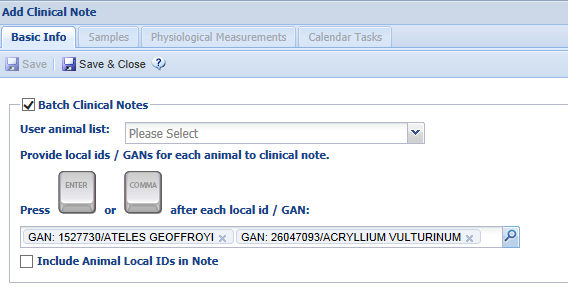 Add Clinical Note
Basic Info Samples Physiological Measurements Calendar Tasks
Save Save & Close ?
Batch Clinical Notes
User animal list: Please Select
Provide local ids / GANs for each animal to clinical note.
Press ENTER or COMMA after each local id / GAN:
GAN: 1527730/ATELES GEOFFROYI × GAN: 26047093/ACRYLLIUM VULTURINUM ×
Include Animal Local IDs in Note